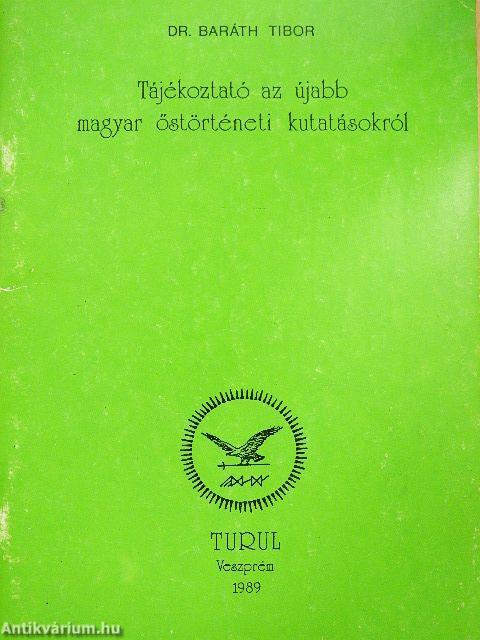 DR. BARÁTH TIBOR
Tájékoztató az újabb
magyar őstörténeti kutatásokról
TURUL
Veszprém
1989
Antikvárium.hu